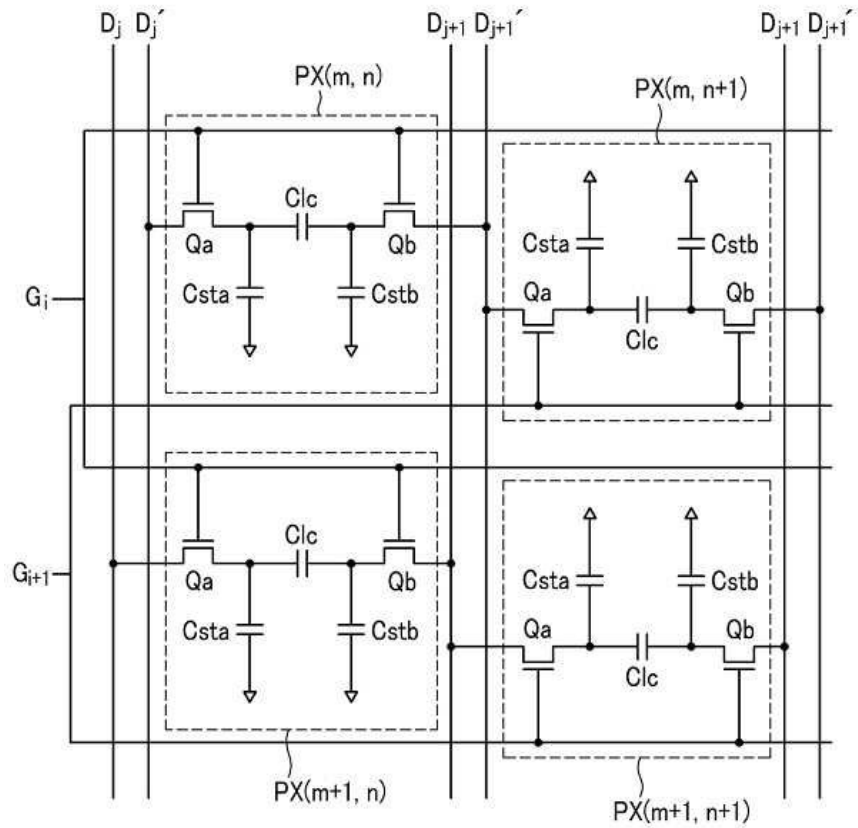 Dj Dj′ Dj+1 Dj+1′ Dj+1 Dj+1′
PX(m, n)
PX(m, n+1)
Clc
Qa Qb
Csta Cstb
Csta Cstb
Gi
Qa Qb
Clc
Clc
Qa Qb
Csta Cstb
Gi+1
Csta Cstb
Qa Qb
Clc
PX(m+1, n)
PX(m+1, n+1)